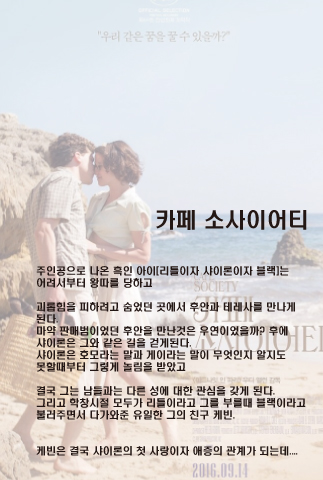 "우리 같은 꿈을 꿀 수 있을까?"
카페 소사이어티
주인공으로 나온 흑인 아이[리틀이자 샤이론이자 블랙]는
어려서부터 왕따를 당하고
괴롭힘을 피하려고 숨었던 곳에서 후안과 테레사를 만나게
된다.
마약 판매범이었던 후안을 만난것은 우연이였을까? 후에
샤이론은 그와 같은 길을 걷게된다.
샤이론은 호모라는 말과 게이라는 말이 무엇인지 알지도
못할때부터 그렇게 놀림을 받았고
결국 그는 남들과는 다른 성에 대한 관심을 갖게 된다.
그리고 학창시절 모두가 리틀이라고 그를 부를때 블랙이라고
불러주면서 다가와준 유일한 그의 친구 케빈.
케빈은 결국 샤이론의 첫 사랑이자 애증의 관계가 되는데....
SOCIETY
2016.09.14